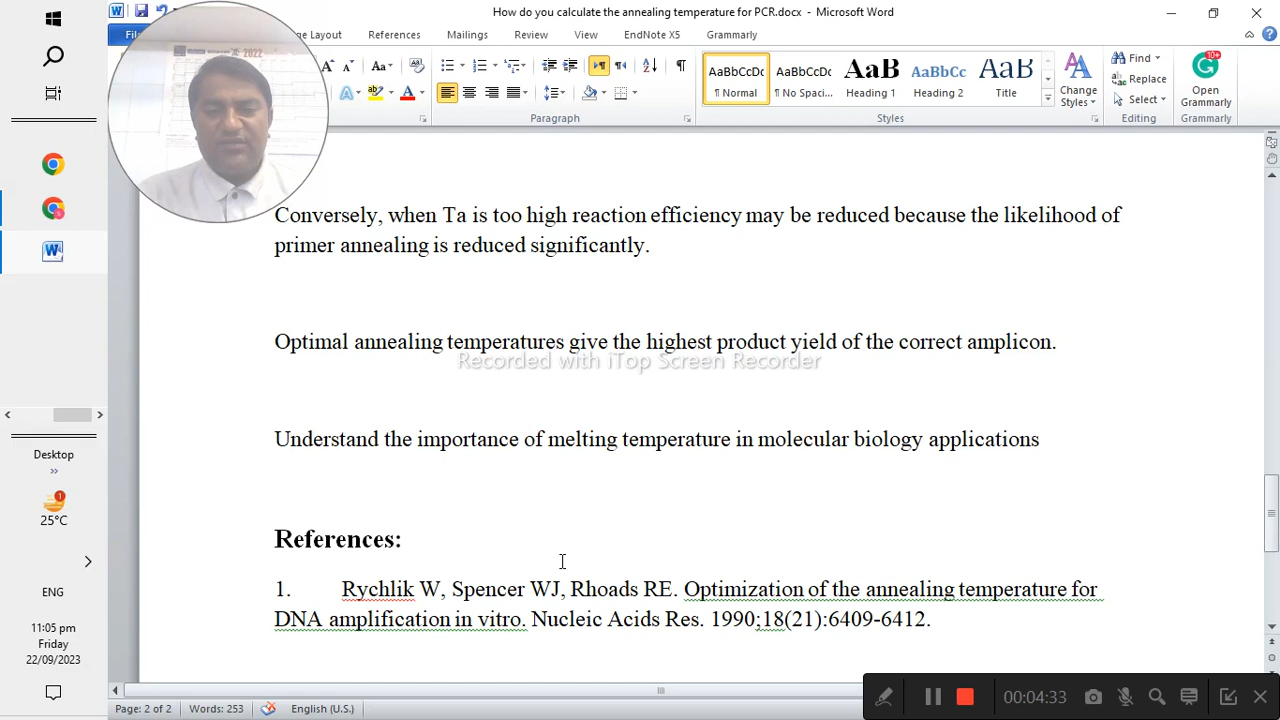 How do you calculate the annealing temperature for PCR.docx - Microsoft Word
File
Page Layout References Mailings Review View EndNote X5 Grammarly
2022
AaBbCcDc AaBbCcDc AaB AaBbCc AaB
¶ Normal ¶ No Spaci... Heading 1 Heading 2 Title
Change Styles
Find
Replace
Select
10+
Open Grammarly
Paragraph Styles Editing Grammarly
Conversely, when Ta is too high reaction efficiency may be reduced because the likelihood of
primer annealing is reduced significantly.
Optimal annealing temperatures give the highest product yield of the correct amplicon.
Recorded with iTop Screen Recorder
Understand the importance of melting temperature in molecular biology applications
References:
1. Rychlik W, Spencer WJ, Rhoads RE. Optimization of the annealing temperature for
DNA amplification in vitro. Nucleic Acids Res. 1990;18(21):6409-6412.
Desktop
1
25°C
ENG
11:05 pm
Friday
22/09/2023
Page: 2 of 2 Words: 253 English (U.S.)
00:04:33